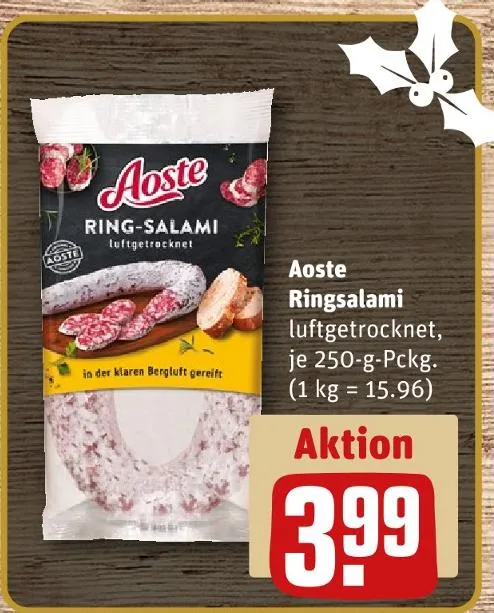 Aoste
RING-SALAMI
luftgetrocknet
AOSTE
in der klaren Bergluft gereift
Aoste
Ringsalami
luftgetrocknet,
je 250-g-Pckg.
(1 kg = 15.96)
Aktion
3.99